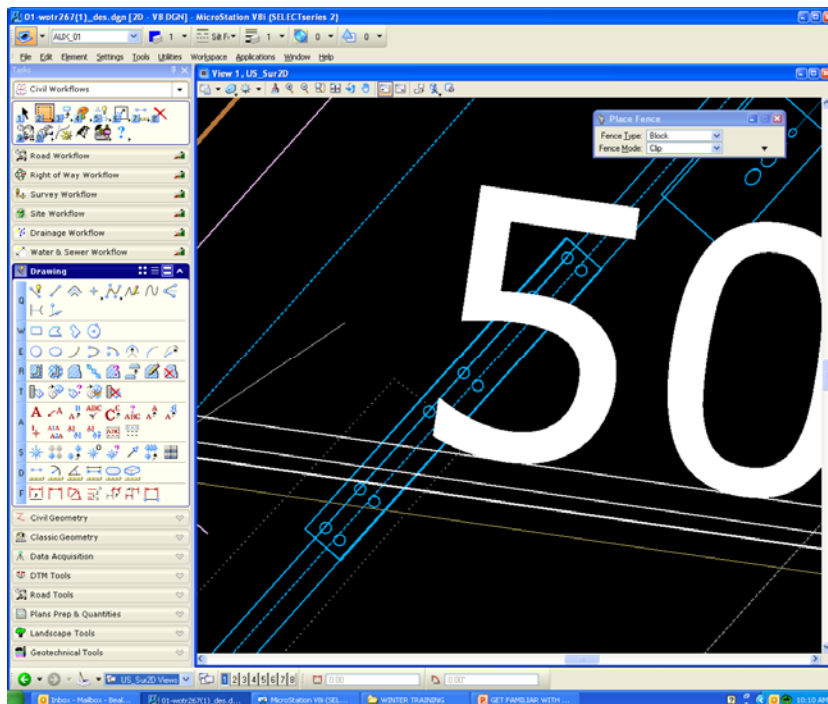 01-wotr267(1)_des.dgn [2D - V8 DGN] - MicroStation V8i (SELECTseries 2)
AUX_01 1 1 0 0
File Edit Element Settings Tools Utilities Workspace Applications Window Help
Tasks
View 1, US_Sur2D
Civil Workflows
Place Fence
Fence Type: Block
Fence Mode: Clip
Road Workflow
Right of Way Workflow
Survey Workflow
Site Workflow
Drainage Workflow
Water & Sewer Workflow
Drawing
Q
W
E
R
T
A
S
D
F
50
Civil Geometry
Classic Geometry
Data Acquisition
DTM Tools
Road Tools
Plans Prep & Quantities
Landscape Tools
Geotechnical Tools
US_Sur2D Views 1 2 3 4 5 6 7 8 0.00 0.00°
Inbox - Mailbox - Beal... 01-wotr267(1)_des.d... MicroStation V8i (SEL... WINTER TRAINING GET FAMILIAR WITH ... 10:10 AM